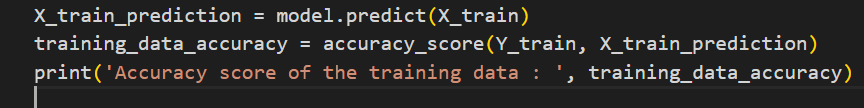 X_train_prediction = model.predict(X_train)
training_data_accuracy = accuracy_score(Y_train, X_train_prediction)
print('Accuracy score of the training data : ', training_data_accuracy)